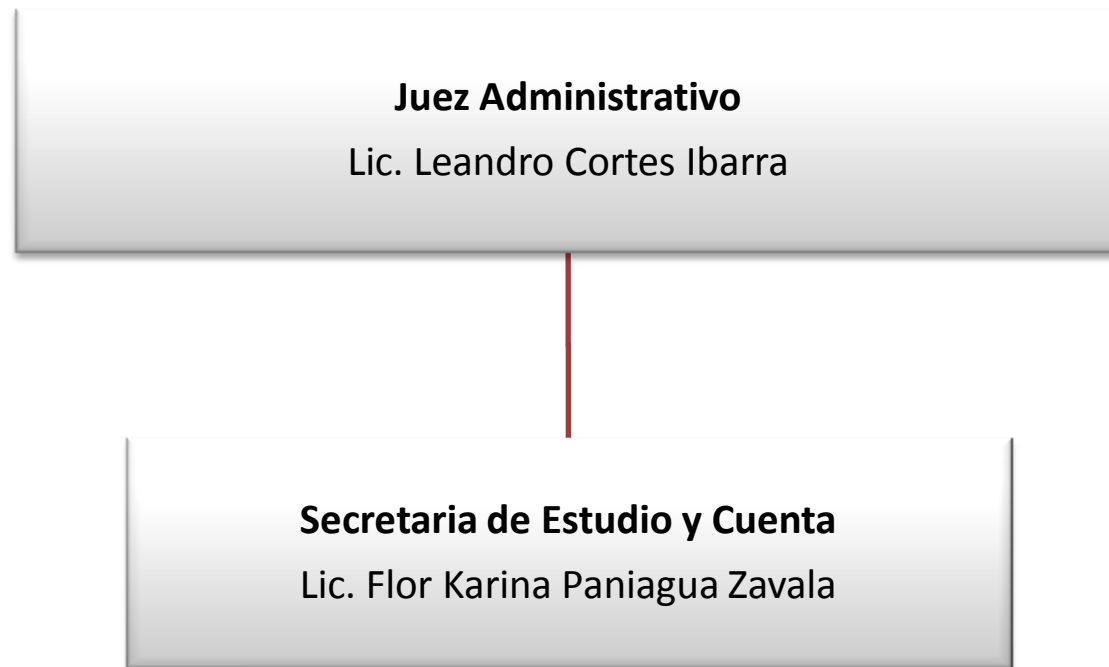 Juez Administrativo
Lic. Leandro Cortes Ibarra
Secretaria de Estudio y Cuenta
Lic. Flor Karina Paniagua Zavala